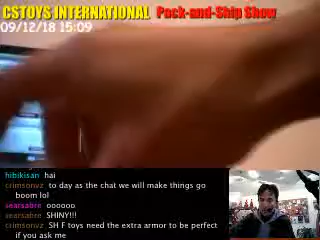 CSTOYS INTERNATIONAL Pack-and-Ship Show
09/12/18 15:09
hibikisan hai
crimsonvz to day as the chat we will make things go
boom lol
searsabre oooooo
searsabre SHINY!!!
crimsonvz SH F toys need the extra armor to be perfect
if you ask me